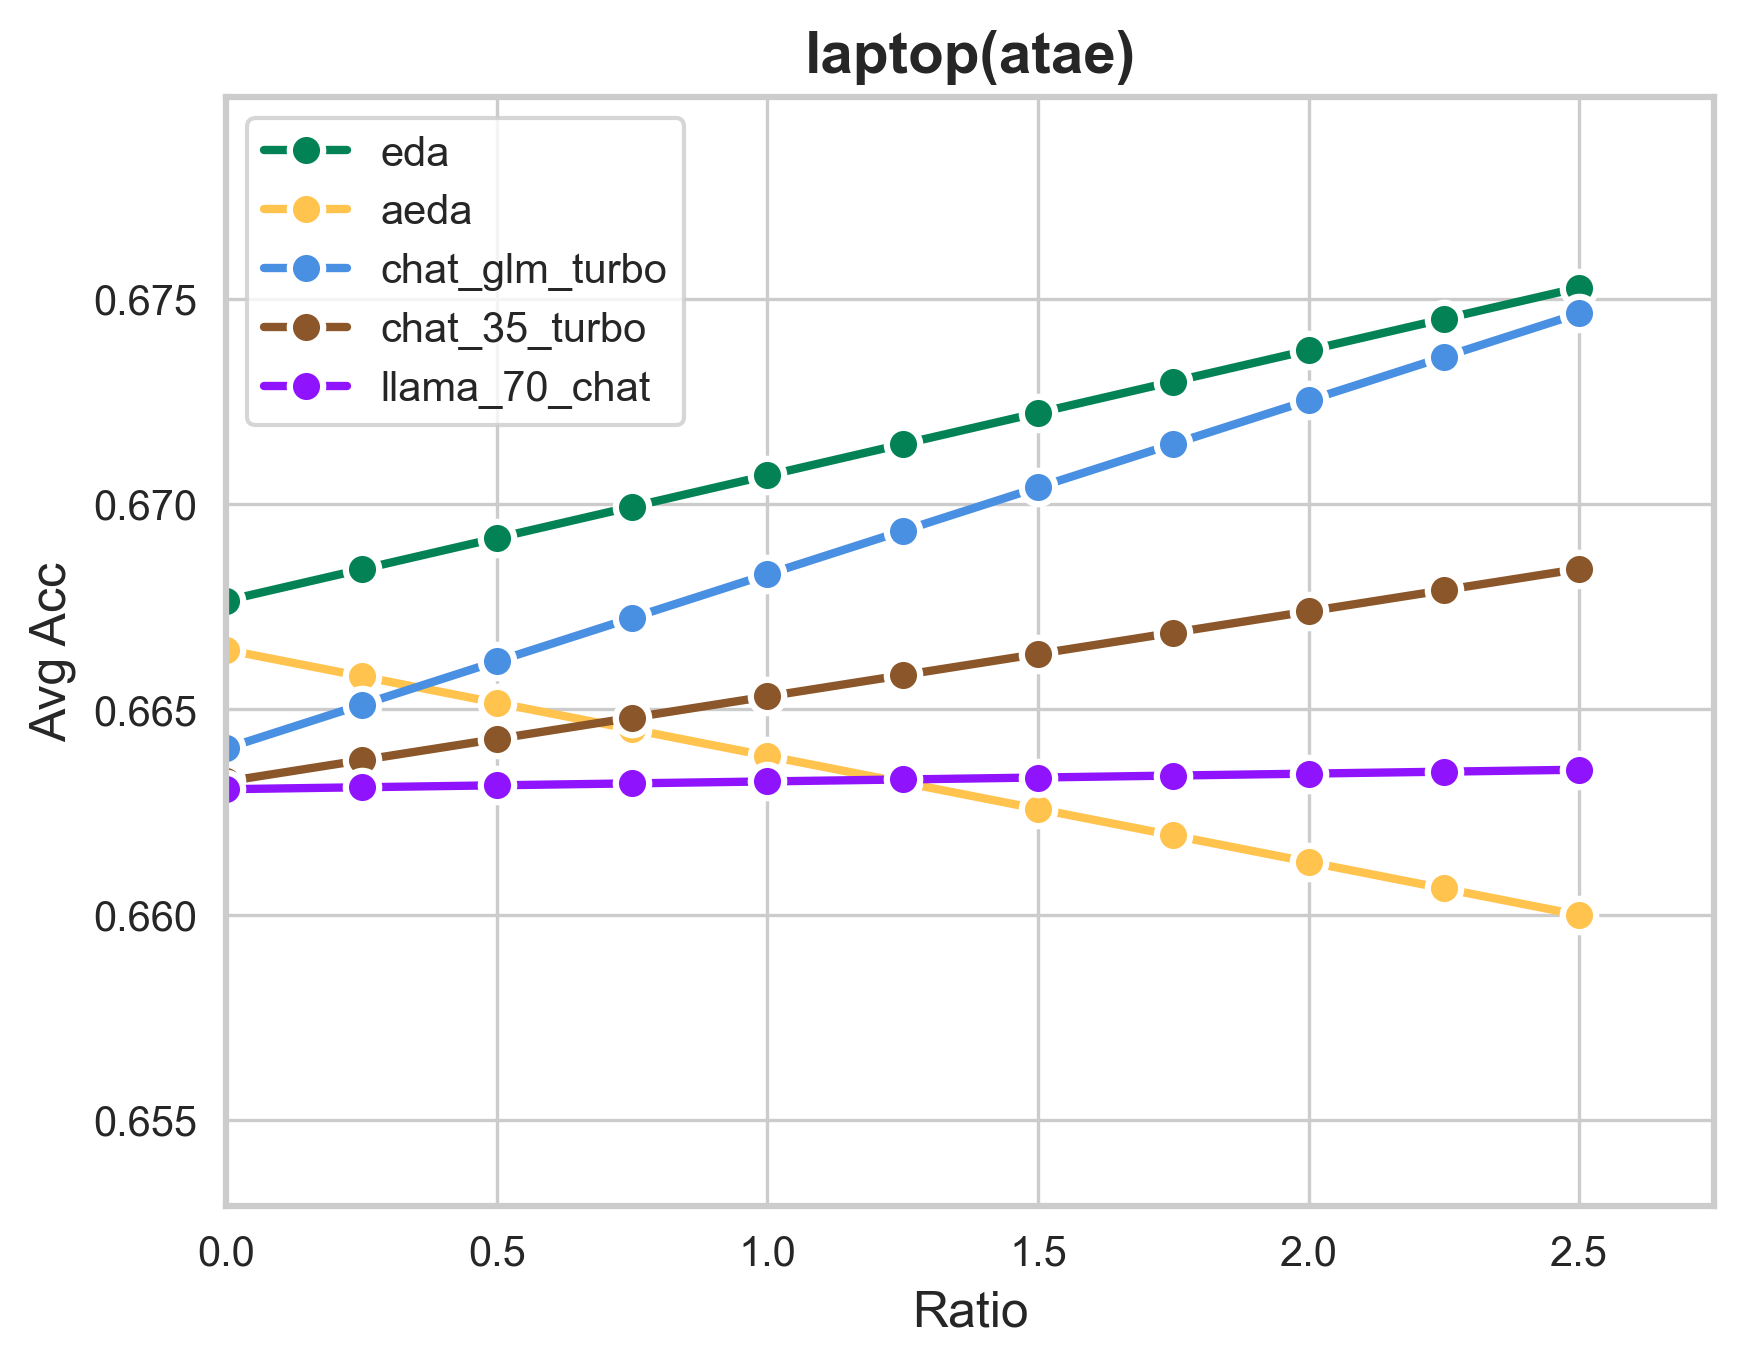 laptop(atae)
eda
aeda
chat_glm_turbo
chat_35_turbo
llama_70_chat
0.675
0.670
0.665
0.660
0.655
Avg Acc
0.0 0.5 1.0 1.5 2.0 2.5
Ratio